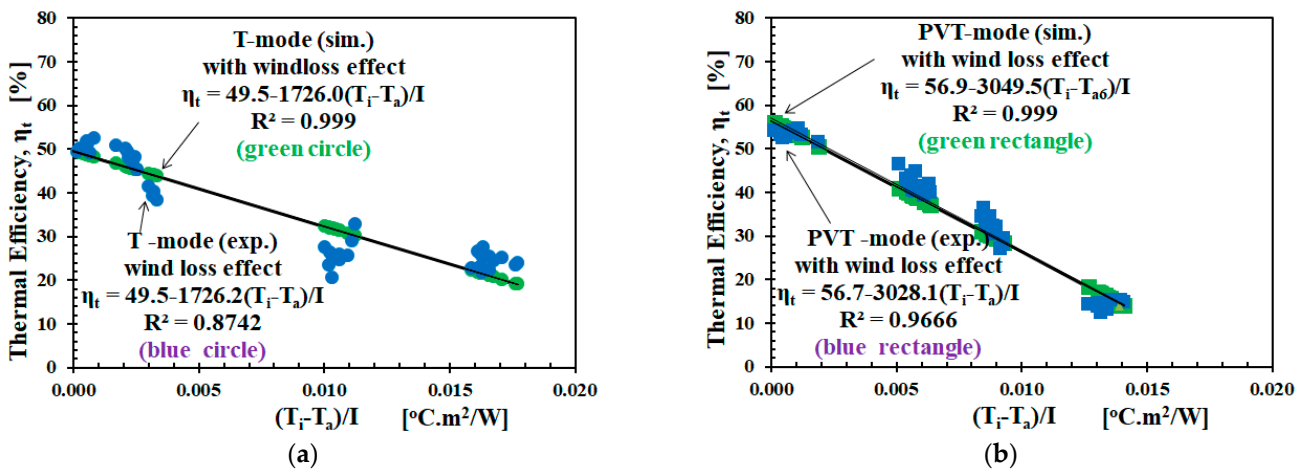 (a)
Thermal Efficiency, ηt [%]
80
70
60
50
40
30
20
10
0
T-mode (sim.)
with windloss effect
ηt = 49.5-1726.0(Ti-Ta)/I
R² = 0.999
(green circle)
T -mode (exp.)
wind loss effect
ηt = 49.5-1726.2(Ti-Ta)/I
R² = 0.8742
(blue circle)
0.000
0.005
0.010
0.015
0.020
(Ti-Ta)/I [ºC.m²/W]
(a)
(b)
Thermal Efficiency, ηt [%]
80
70
60
50
40
30
20
10
0
PVT-mode (sim.)
with wind loss effect
ηt = 56.9-3049.5(Ti-Ta6)/I
R² = 0.999
(green rectangle)
PVT -mode (exp.)
with wind loss effect
ηt = 56.7-3028.1(Ti-Ta)/I
R² = 0.9666
(blue rectangle)
0.000
0.005
0.010
0.015
0.020
(Ti-Ta)/I [ºC.m²/W]
(b)